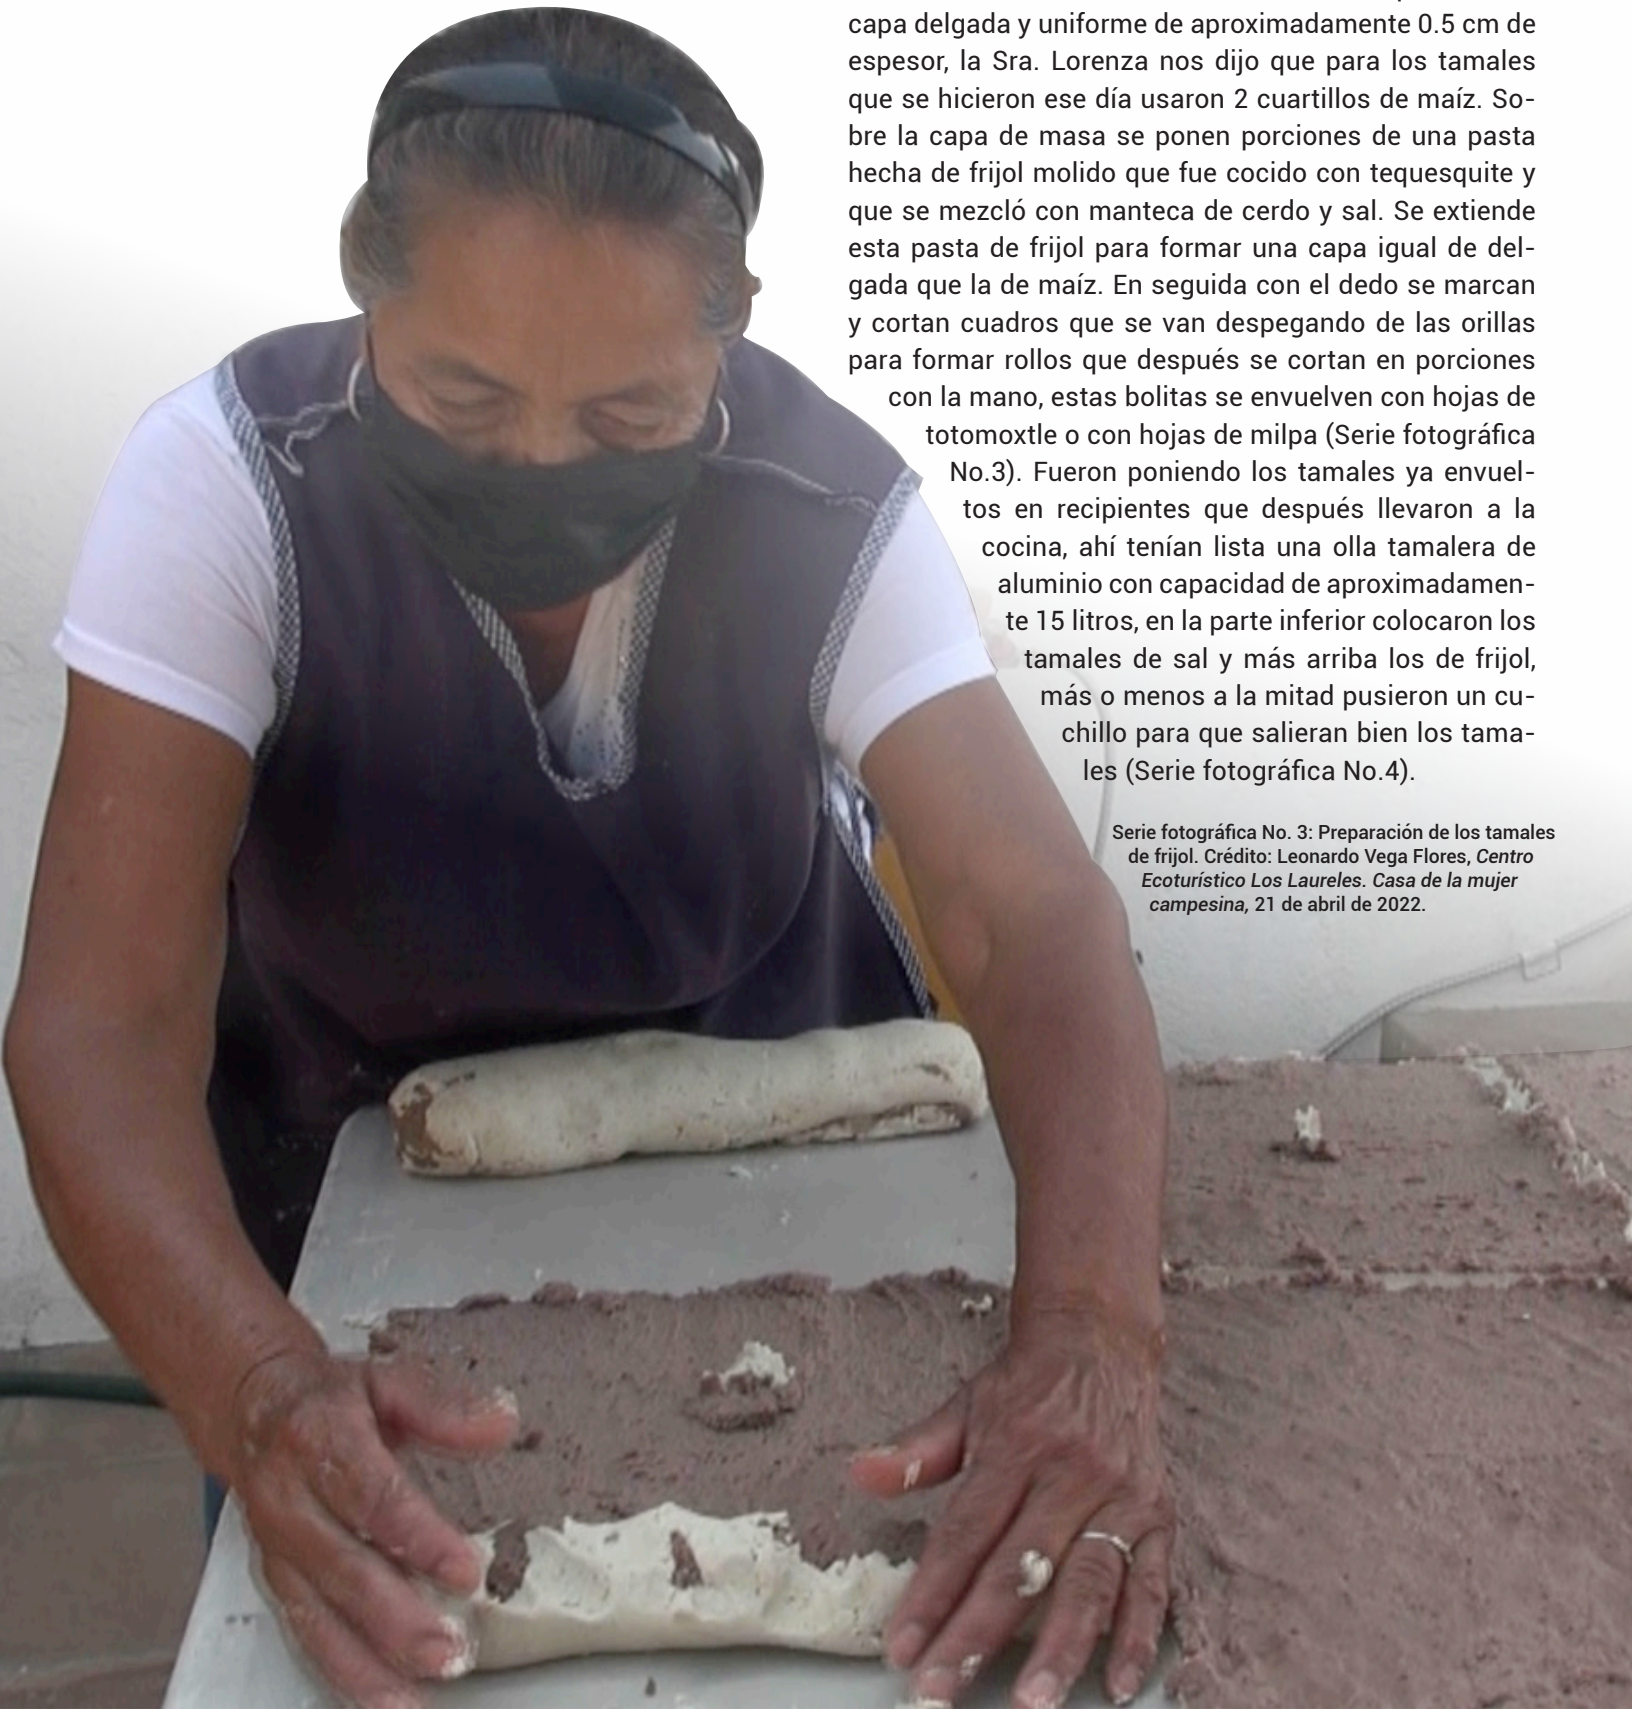 capa delgada y uniforme de aproximadamente 0.5 cm de
espesor, la Sra. Lorenza nos dijo que para los tamales
que se hicieron ese día usaron 2 cuartillos de maíz. So-
bre la capa de masa se ponen porciones de una pasta
hecha de frijol molido que fue cocido con tequesquite y
que se mezcló con manteca de cerdo y sal. Se extiende
esta pasta de frijol para formar una capa igual de del-
gada que la de maíz. En seguida con el dedo se marcan
y cortan cuadros que se van despegando de las orillas
para formar rollos que después se cortan en porciones
con la mano, estas bolitas se envuelven con hojas de
totomoxtle o con hojas de milpa (Serie fotográfica
No.3). Fueron poniendo los tamales ya envuel-
tos en recipientes que después llevaron a la
cocina, ahí tenían lista una olla tamalera de
aluminio con capacidad de aproximadamen-
te 15 litros, en la parte inferior colocaron los
tamales de sal y más arriba los de frijol,
más o menos a la mitad pusieron un cu-
chillo para que salieran bien los tama-
les (Serie fotográfica No.4).
Serie fotográfica No. 3: Preparación de los tamales
de frijol. Crédito: Leonardo Vega Flores, Centro
Ecoturístico Los Laureles. Casa de la mujer
campesina, 21 de abril de 2022.